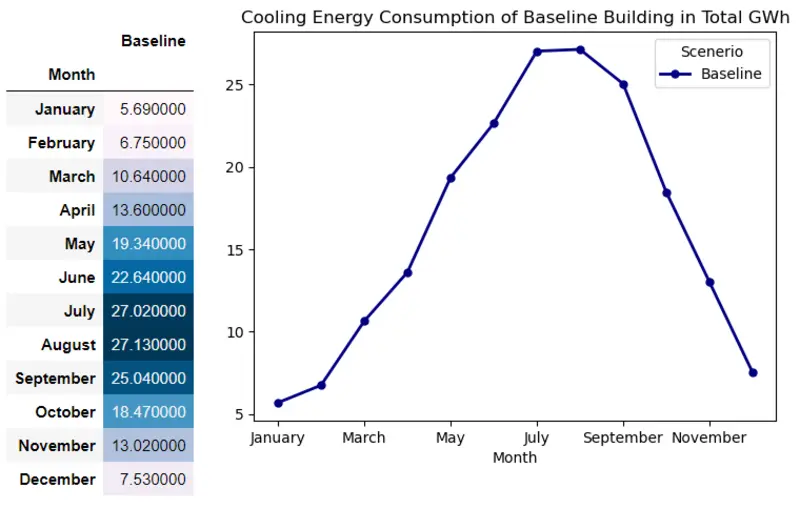 Baseline
Month
January 5.690000
February 6.750000
March 10.640000
April 13.600000
May 19.340000
June 22.640000
July 27.020000
August 27.130000
September 25.040000
October 18.470000
November 13.020000
December 7.530000
Cooling Energy Consumption of Baseline Building in Total GWh
Scenerio
Baseline
25
20
15
10
5
January March May July September November
Month